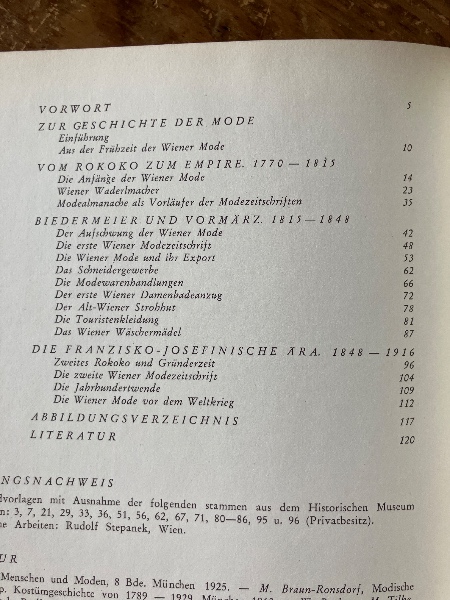 VORWORT 5
ZUR GESCHICHTE DER MODE
Einführung
Aus der Frühzeit der Wiener Mode 10
VOM ROKOKO ZUM EMPIRE. 1770 — 1815
Die Anfänge der Wiener Mode 14
Wiener Waderlmacher 23
Modealmanache als Vorläufer der Modezeitschriften 35
BIEDERMEIER UND VORMÄRZ. 1815 — 1848
Der Aufschwung der Wiener Mode 42
Die erste Wiener Modezeitschrift 48
Die Wiener Mode und ihr Export 53
Das Schneidergewerbe 62
Die Modewarenhandlungen 66
Der erste Wiener Damenbadeanzug 72
Der Alt-Wiener Strohhut 78
Die Touristenkleidung 81
Das Wiener Wäschermädel 87
DIE FRANZISKO-JOSEFINISCHE ÄRA. 1848 — 1916
Zweites Rokoko und Gründerzeit 96
Die zweite Wiener Modezeitschrift 104
Die Jahrhundertwende 109
Die Wiener Mode vor dem Weltkrieg 112
ABBILDUNGSVERZEICHNIS 117
LITERATUR 120
NGSNACHWEIS
dvorlagen mit Ausnahme der folgenden stammen aus dem Historischen Museum
n: 3, 7, 21, 29, 33, 36, 51, 56, 62, 67, 71, 80—86, 95 u. 96 (Privatbesitz).
he Arbeiten: Rudolf Stepanek, Wien.
UR
Menschen und Moden, 8 Bde. München 1925. — M. Braun-Ronsdorf, Modische
p. Kostümgeschichte von 1789 — 1929. München